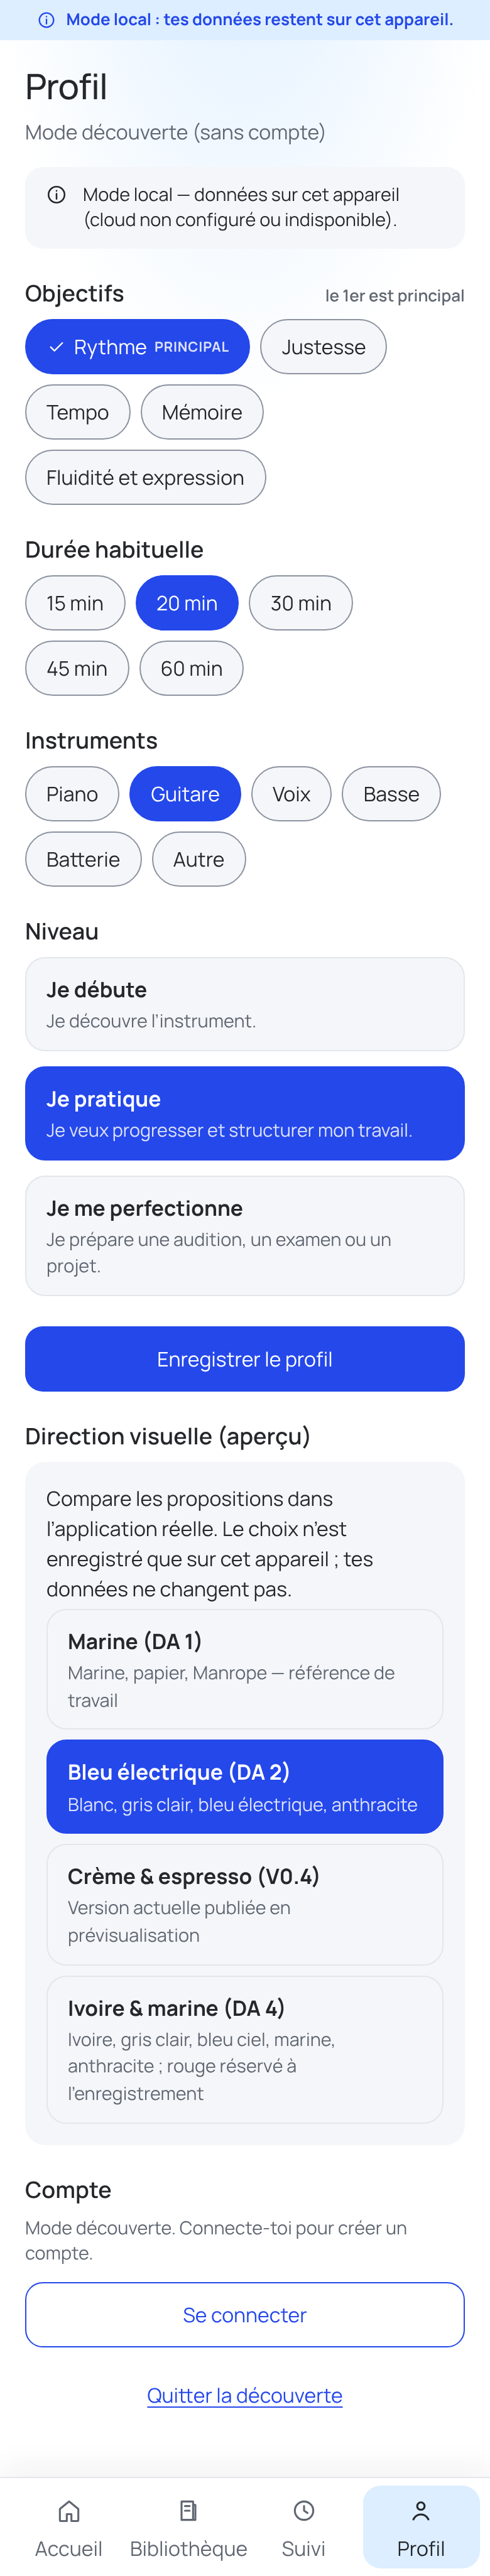 Mode local : tes données restent sur cet appareil.
Profil
Mode découverte (sans compte)
Mode local — données sur cet appareil
(cloud non configuré ou indisponible).
Objectifs le 1er est principal
Rythme PRINCIPAL Justesse
Tempo Mémoire
Fluidité et expression
Durée habituelle
15 min 20 min 30 min
45 min 60 min
Instruments
Piano Guitare Voix Basse
Batterie Autre
Niveau
Je débute
Je découvre l'instrument.
Je pratique
Je veux progresser et structurer mon travail.
Je me perfectionne
Je prépare une audition, un examen ou un
projet.
Enregistrer le profil
Direction visuelle (aperçu)
Compare les propositions dans
l'application réelle. Le choix n'est
enregistré que sur cet appareil ; tes
données ne changent pas.
Marine (DA 1)
Marine, papier, Manrope — référence de
travail
Bleu électrique (DA 2)
Blanc, gris clair, bleu électrique, anthracite
Crème & espresso (V0.4)
Version actuelle publiée en
prévisualisation
Ivoire & marine (DA 4)
Ivoire, gris clair, bleu ciel, marine,
anthracite ; rouge réservé à
l'enregistrement
Compte
Mode découverte. Connecte-toi pour créer un
compte.
Se connecter
Quitter la découverte
Accueil Bibliothèque Suivi Profil